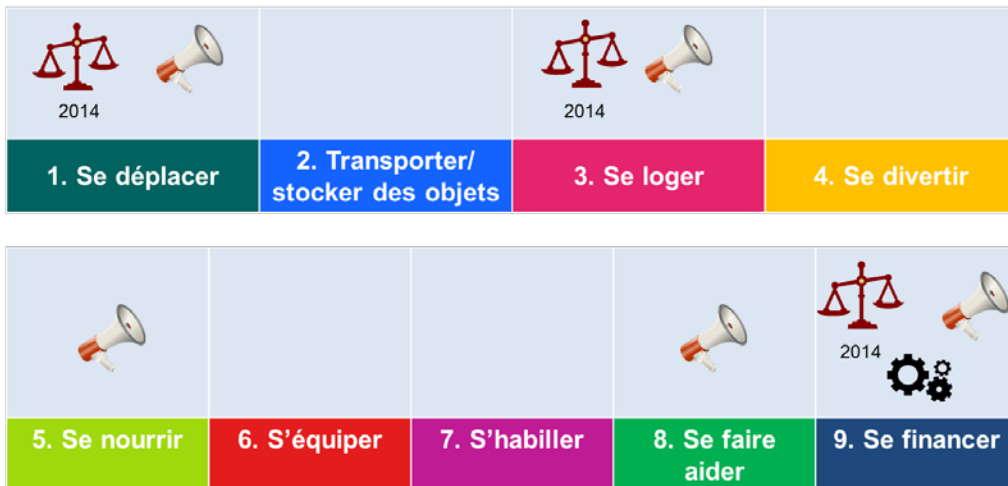 2014
2014
1. Se déplacer
2. Transporter/
stocker des objets
3. Se loger
4. Se divertir
2014
5. Se nourrir
6. S'équiper
7. S'habiller
8. Se faire
aider
9. Se financer